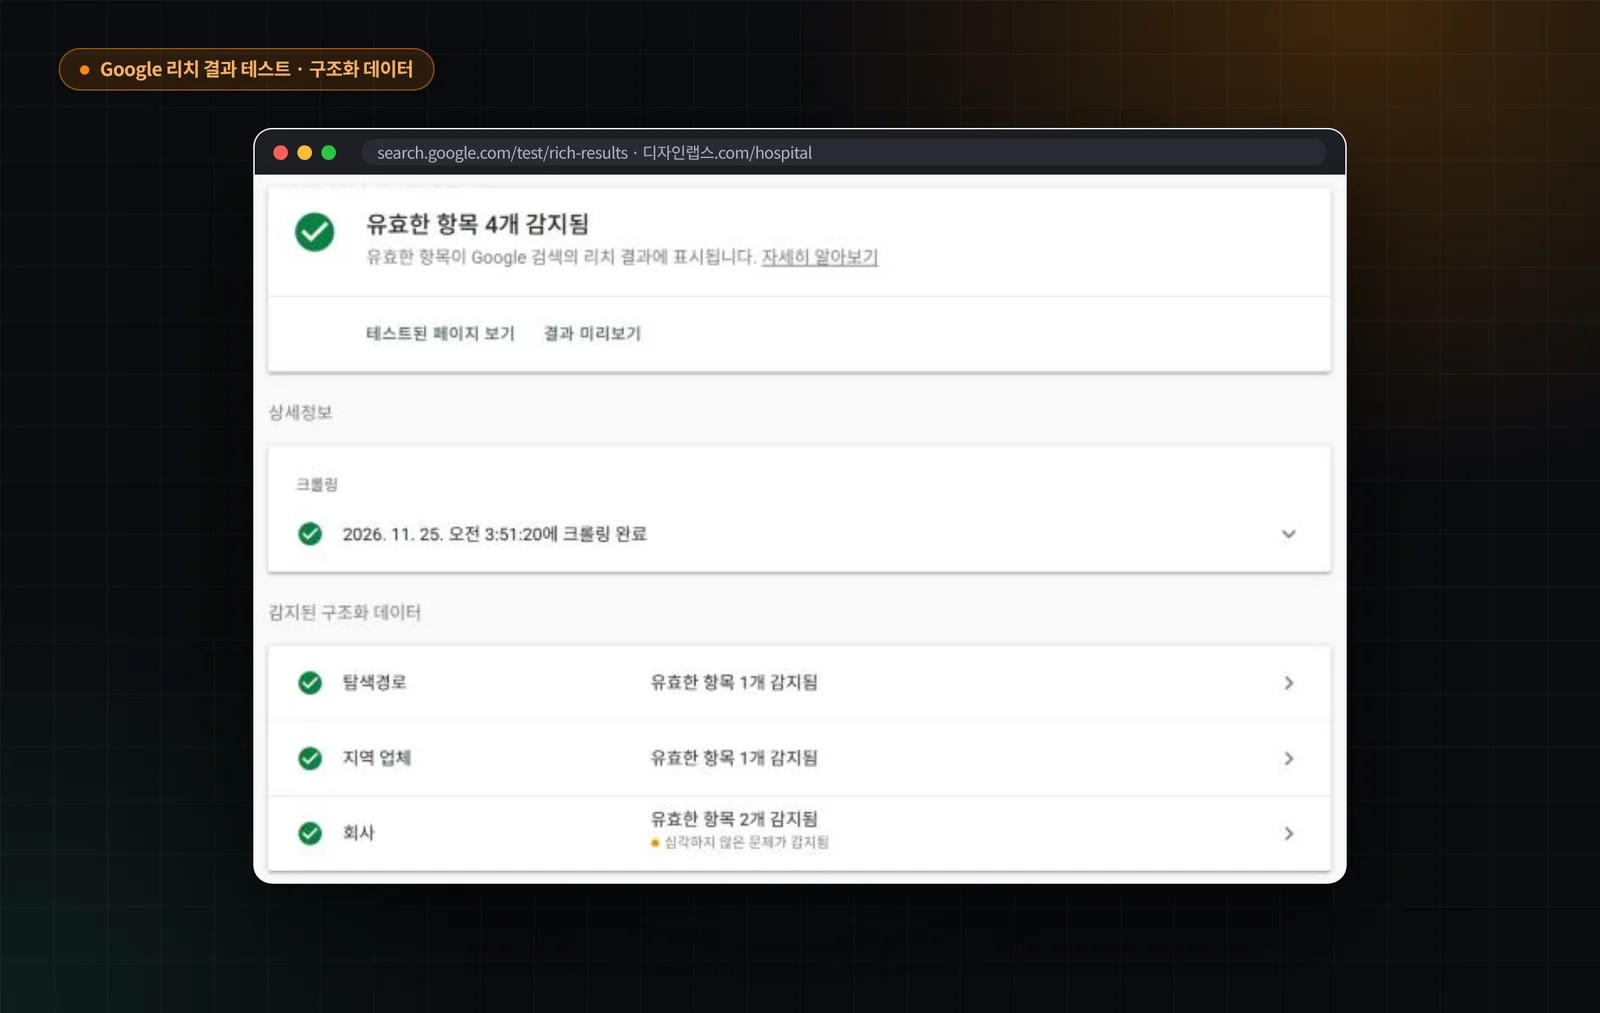 Google 리치 결과 테스트 · 구조화 데이터
search.google.com/test/rich-results · 디자인랩스.com/hospital
유효한 항목 4개 감지됨
유효한 항목이 Google 검색의 리치 결과에 표시됩니다. 자세히 알아보기
테스트된 페이지 보기 결과 미리보기
상세정보
크롤링
2026. 11. 25. 오전 3:51:20에 크롤링 완료
감지된 구조화 데이터
탐색경로 유효한 항목 1개 감지됨
지역 업체 유효한 항목 1개 감지됨
회사 유효한 항목 2개 감지됨
심각하지 않은 문제가 감지됨